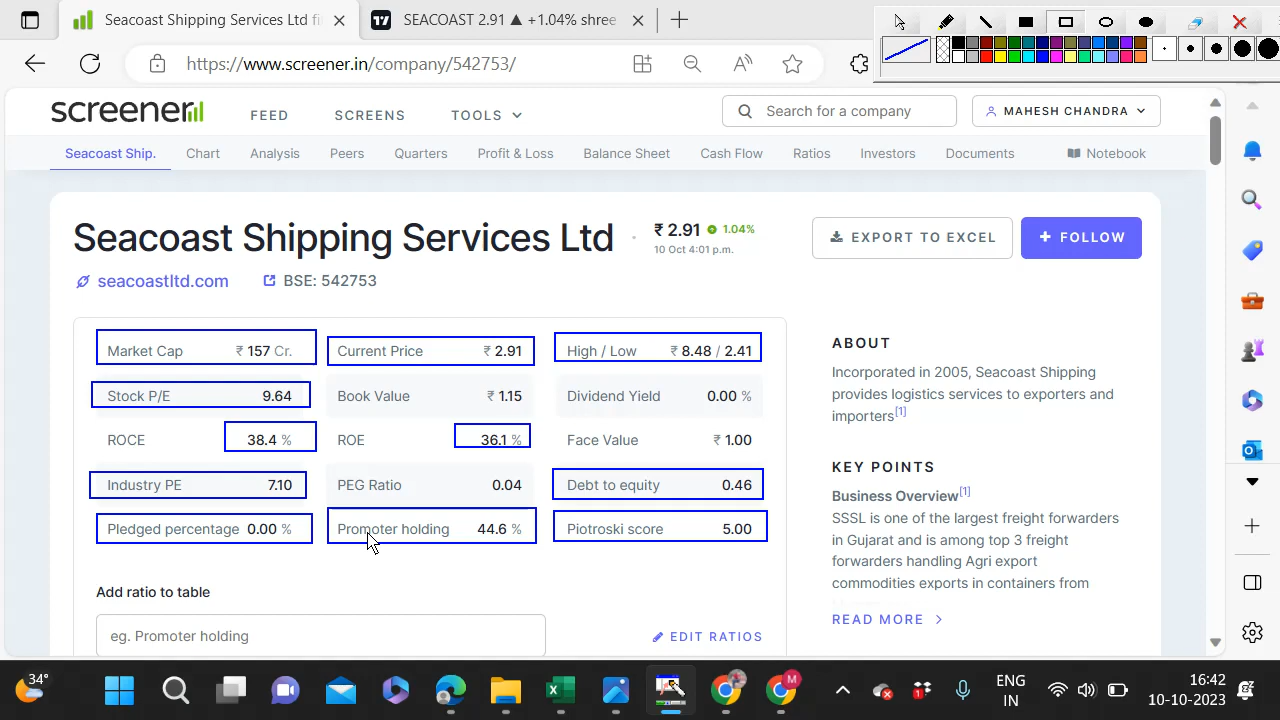 Seacoast Shipping Services Ltd fi
SEACOAST 2.91 ▲ +1.04% shree
https://www.screener.in/company/542753/
screener
FEED
SCREENS
TOOLS
Search for a company
MAHESH CHANDRA
Seacoast Ship.
Chart
Analysis
Peers
Quarters
Profit & Loss
Balance Sheet
Cash Flow
Ratios
Investors
Documents
Notebook
Seacoast Shipping Services Ltd
₹ 2.91 1.04%
10 Oct 4:01 p.m.
EXPORT TO EXCEL
+ FOLLOW
seacoastltd.com
BSE: 542753
Market Cap ₹ 157 Cr.
Current Price ₹ 2.91
High / Low ₹ 8.48 / 2.41
Stock P/E 9.64
Book Value ₹ 1.15
Dividend Yield 0.00 %
ROCE 38.4 %
ROE 36.1 %
Face Value ₹ 1.00
Industry PE 7.10
PEG Ratio 0.04
Debt to equity 0.46
Pledged percentage 0.00 %
Promoter holding 44.6 %
Piotroski score 5.00
Add ratio to table
eg. Promoter holding
EDIT RATIOS
ABOUT
Incorporated in 2005, Seacoast Shipping
provides logistics services to exporters and
importers[1]
KEY POINTS
Business Overview[1]
SSSL is one of the largest freight forwarders
in Gujarat and is among top 3 freight
forwarders handling Agri export
commodities exports in containers from
READ MORE
34°
ENG
IN
16:42
10-10-2023